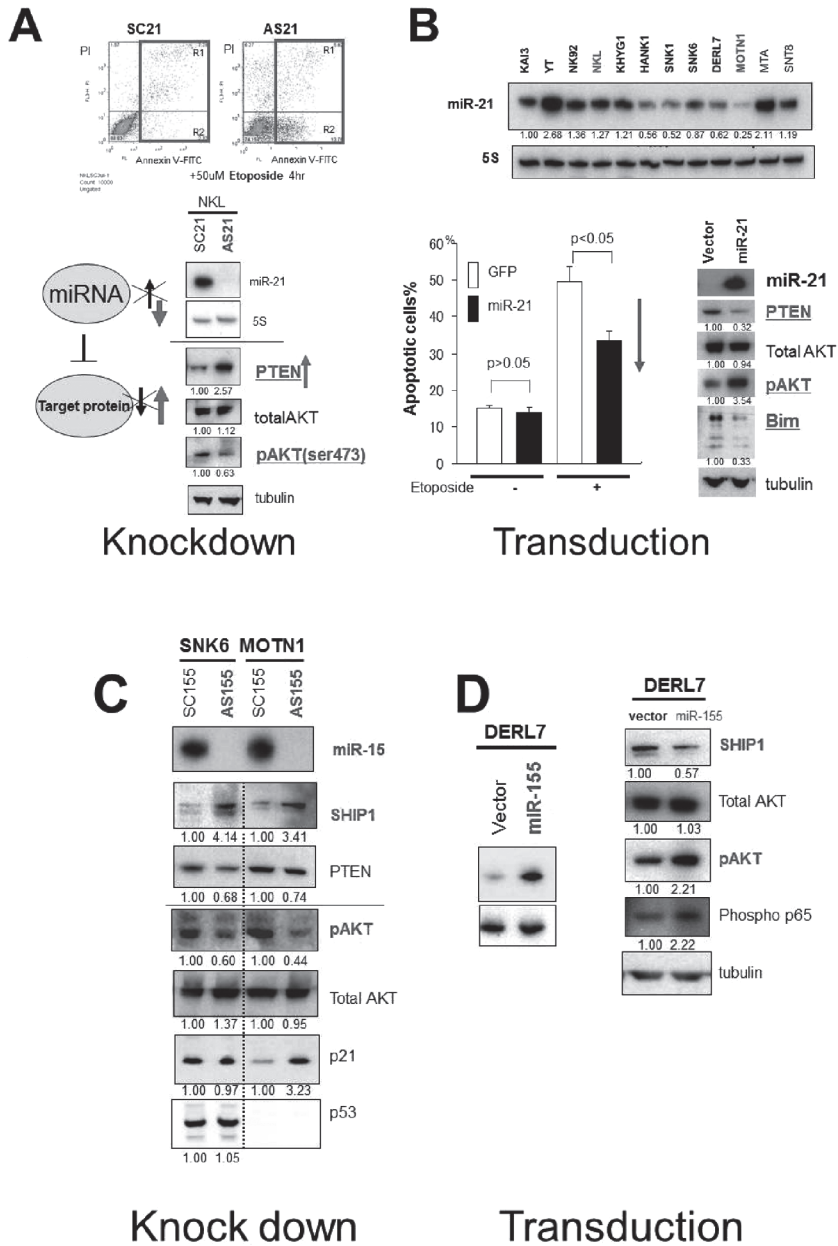 A
SC21
AS21
PI
PI
R1
R2
R1
R2
Annexin V-FITC
Annexin V-FITC
+50uM Etoposide 4hr
Count 10000
Ungated
NKL
SC21
AS21
miR-21
5S
miRNA
Target protein
PTEN
1.00 2.57
totalAKT
1.00 1.12
pAKT(ser473)
1.00 0.63
tubulin
Knockdown
B
KAI3
YT
NK92
NKL
KHYG1
HANK1
SNK1
SNK6
DERL7
MOTN1
MTA
SNT8
miR-21
1.00 2.68 1.36 1.27 1.21 0.56 0.52 0.87 0.62 0.25 2.11 1.19
5S
Apoptotic cells%
60%
50
40
30
20
10
0
GFP
miR-21
p>0.05
p<0.05
Etoposide - +
Vector
miR-21
miR-21
PTEN
1.00 0.32
Total AKT
1.00 0.94
pAKT
1.00 3.54
Bim
1.00 0.33
tubulin
Transduction
C
SNK6 MOTN1
SC155
AS155
SC155
AS155
miR-15
SHIP1
1.00 4.14 1.00 3.41
PTEN
1.00 0.68 1.00 0.74
pAKT
1.00 0.60 1.00 0.44
Total AKT
1.00 1.37 1.00 0.95
p21
1.00 0.97 1.00 3.23
p53
1.00 1.05
Knock down
D
DERL7
Vector
miR-155
DERL7
vector miR-155
SHIP1
1.00 0.57
Total AKT
1.00 1.03
pAKT
1.00 2.21
Phospho p65
1.00 2.22
tubulin
Transduction